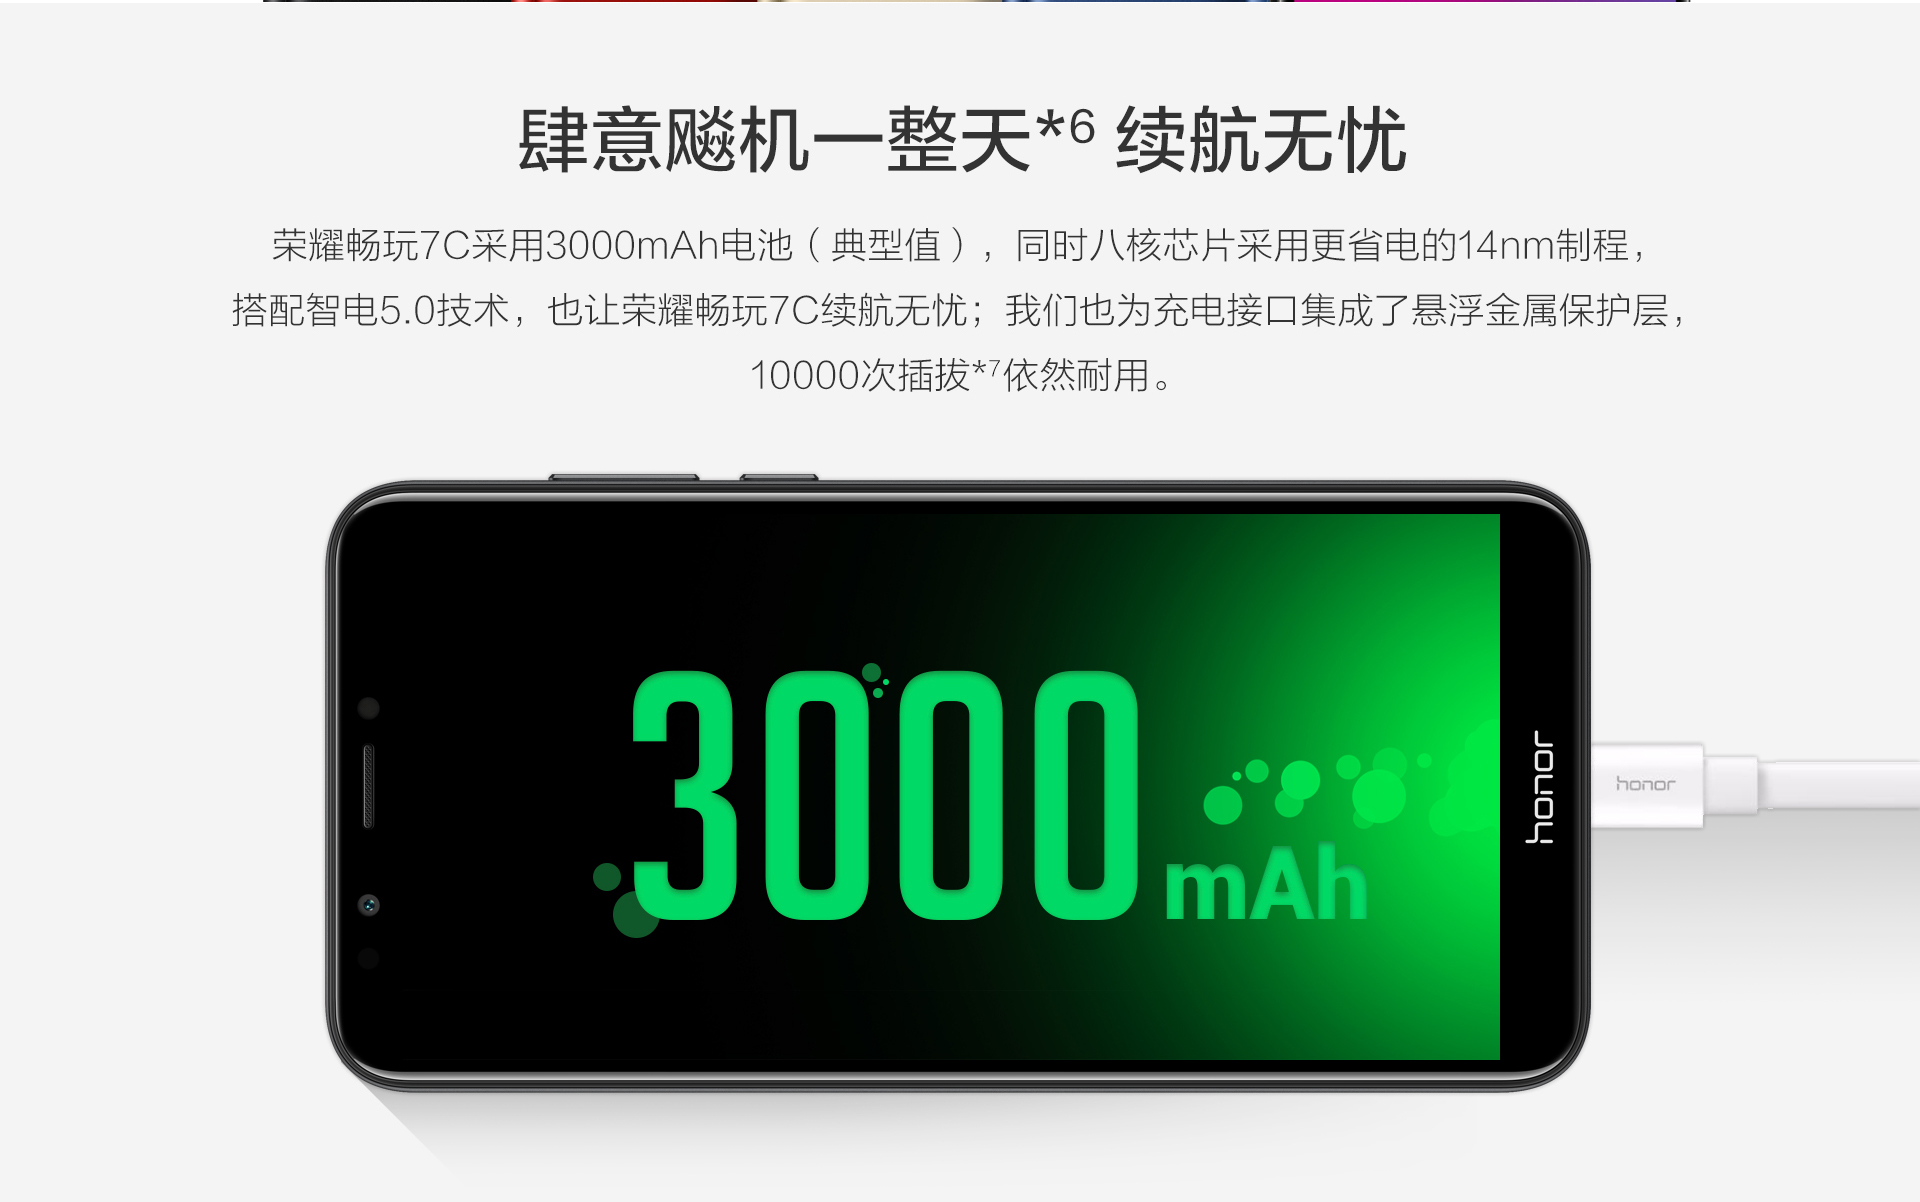 肆意飚机一整天*6 续航无忧
荣耀畅玩7C采用3000mAh电池（典型值），同时八核芯片采用更省电的14nm制程，
搭配智电5.0技术，也让荣耀畅玩7C续航无忧；我们也为充电接口集成了悬浮金属保护层，
10000次插拔*7依然耐用。
3000 mAh
honor
honor